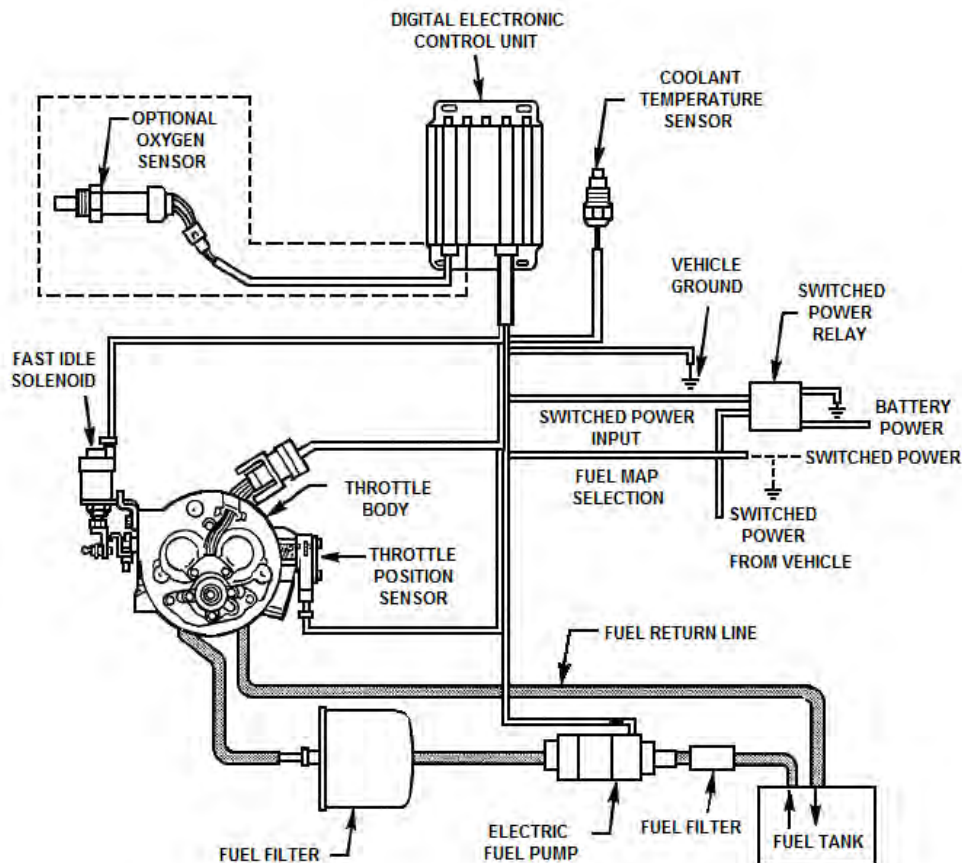 DIGITAL ELECTRONIC
CONTROL UNIT
COOLANT
TEMPERATURE
SENSOR
OPTIONAL
OXYGEN
SENSOR
VEHICLE
GROUND
SWITCHED
POWER
RELAY
FAST IDLE
SOLENOID
BATTERY
POWER
SWITCHED POWER
INPUT
SWITCHED POWER
FUEL MAP
SELECTION
THROTTLE
BODY
SWITCHED
POWER
FROM VEHICLE
THROTTLE
POSITION
SENSOR
FUEL RETURN LINE
FUEL FILTER
ELECTRIC
FUEL PUMP
FUEL FILTER
FUEL TANK